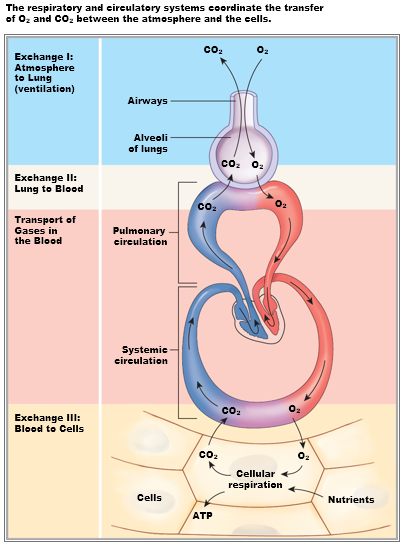 The respiratory and circulatory systems coordinate the transfer
of O₂ and CO₂ between the atmosphere and the cells.
Exchange I:
Atmosphere
to Lung
(ventilation)
CO₂
O₂
Airways
Alveoli
of lungs
CO₂
O₂
Exchange II:
Lung to Blood
CO₂
O₂
Transport of
Gases in
the Blood
Pulmonary
circulation
Systemic
circulation
Exchange III:
Blood to Cells
CO₂
O₂
CO₂
O₂
Cellular
respiration
Cells
Nutrients
ATP